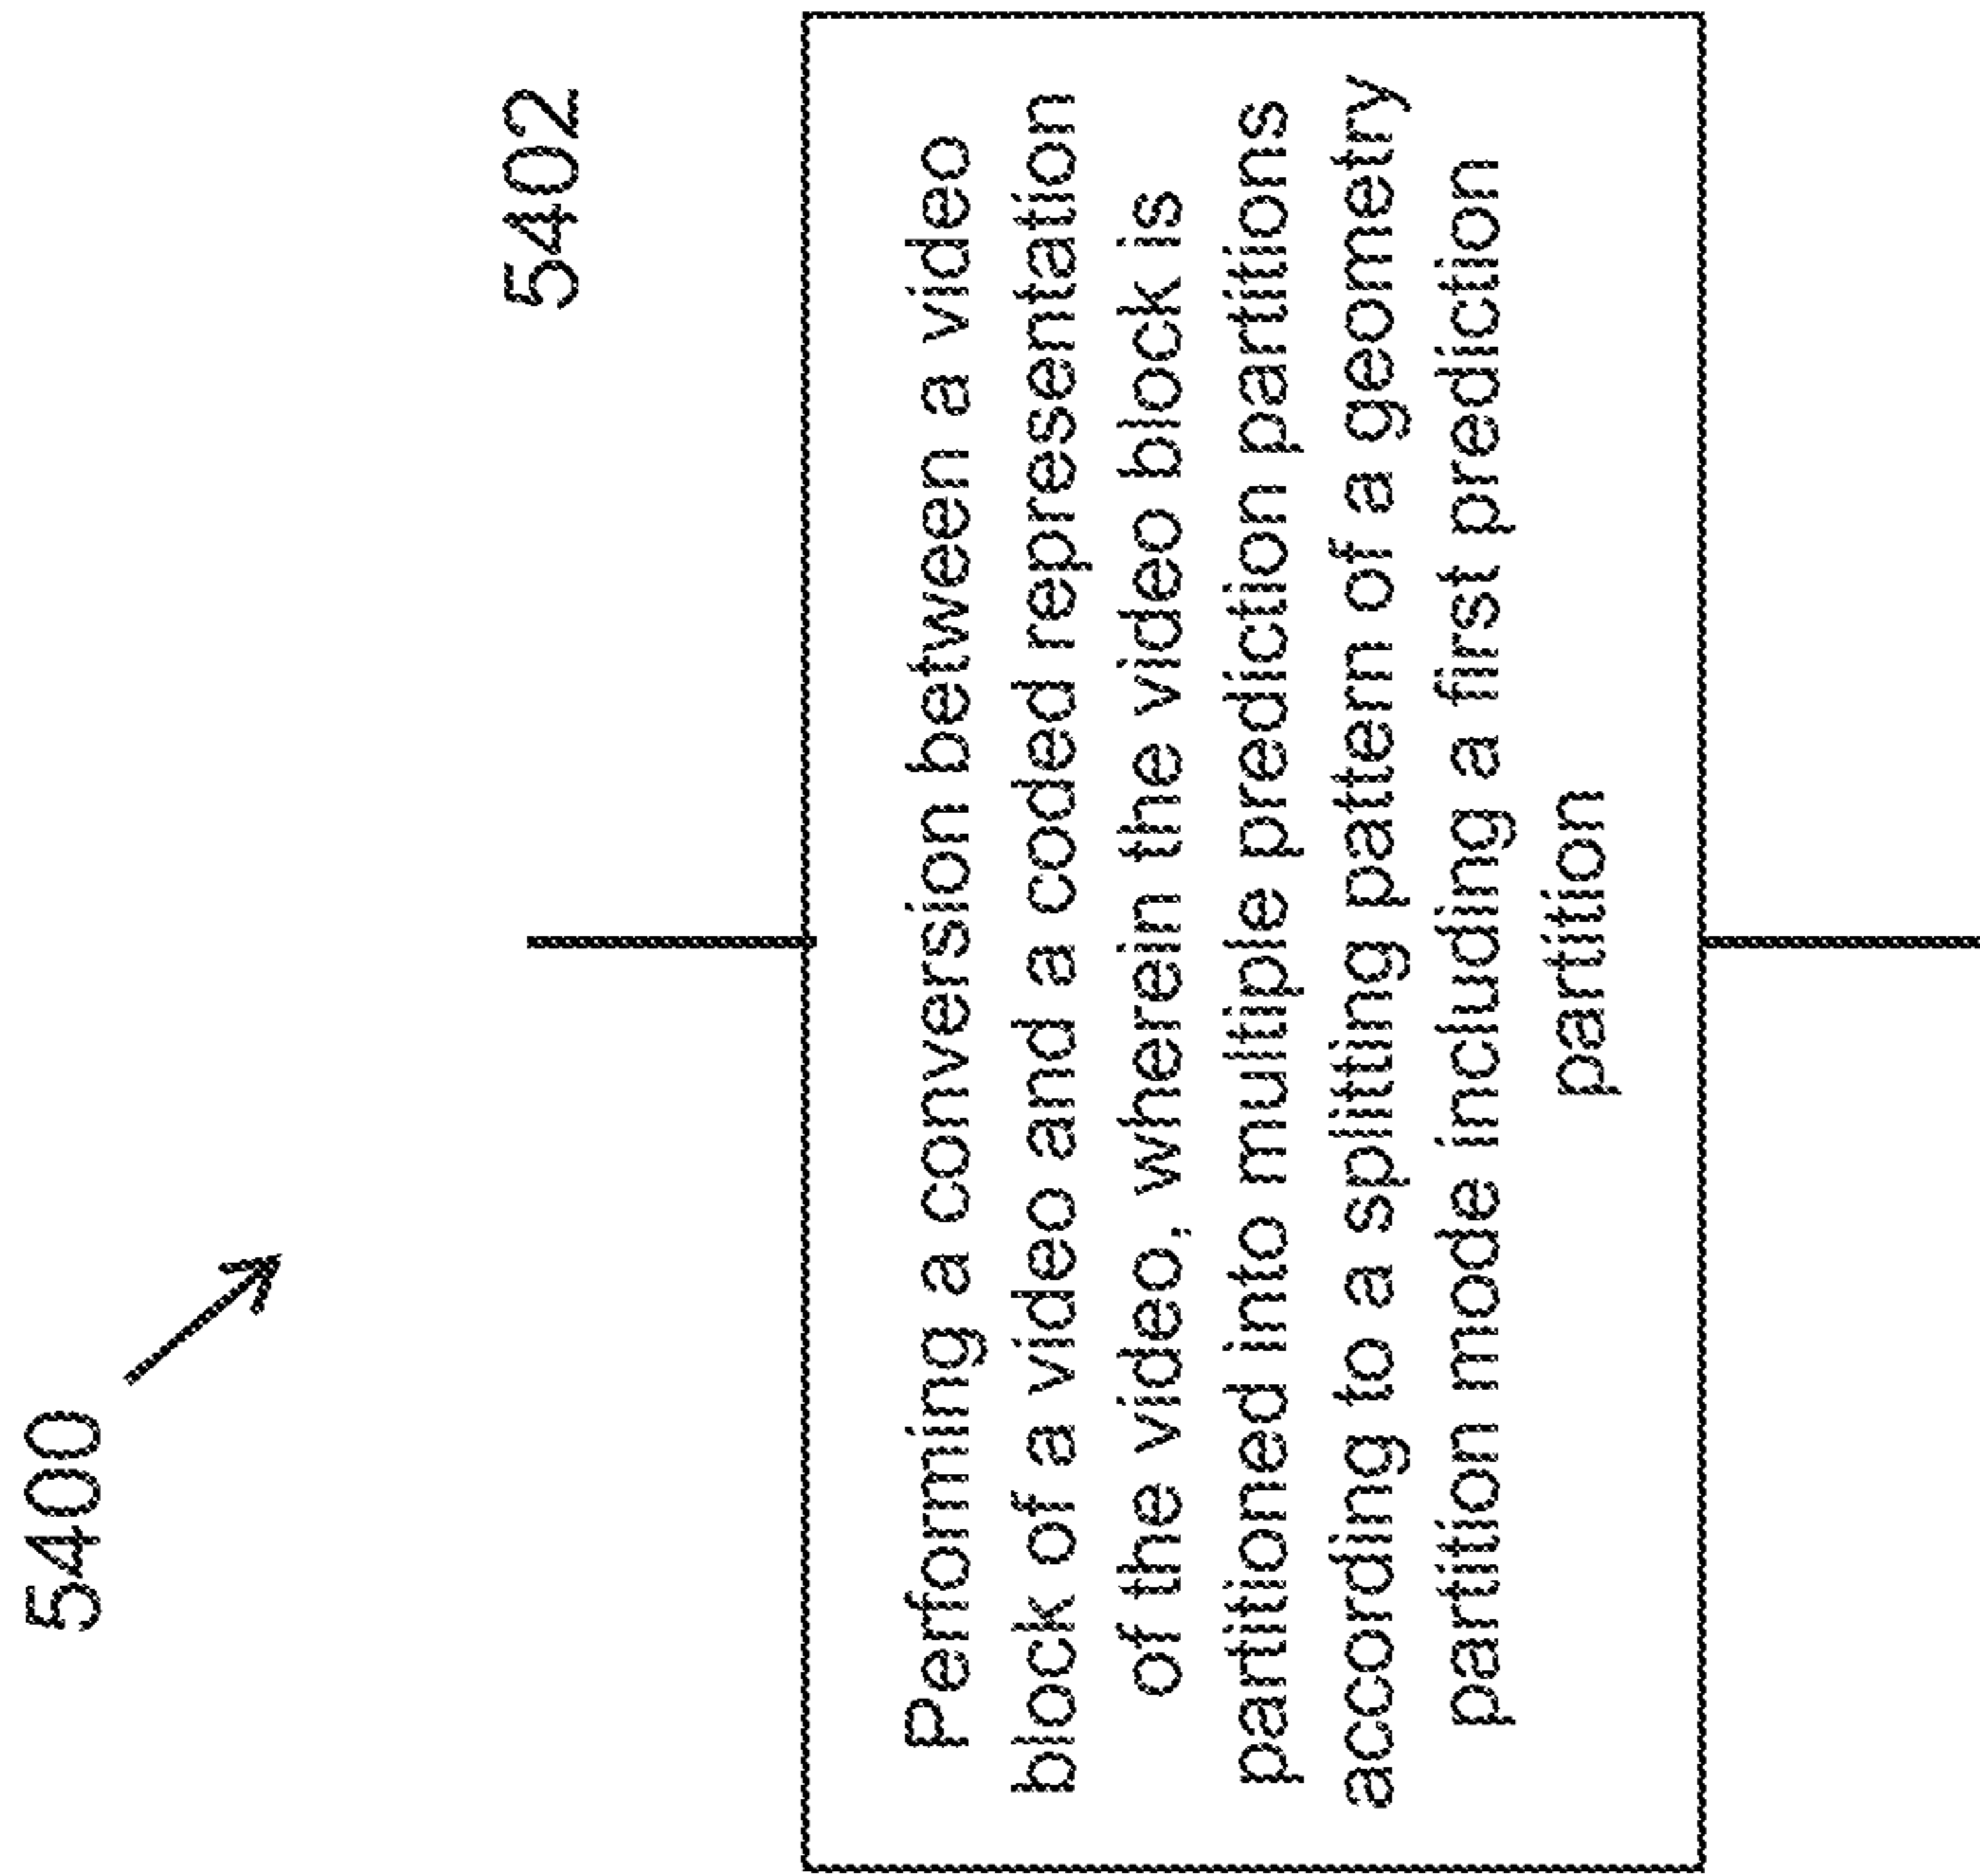 5400
5402
Performing a conversion between a video
block of a video and a coded representation
of the video, wherein the video block is
partitioned into multiple prediction partitions
according to a splitting pattern of a geometry
partition mode including a first prediction
partition